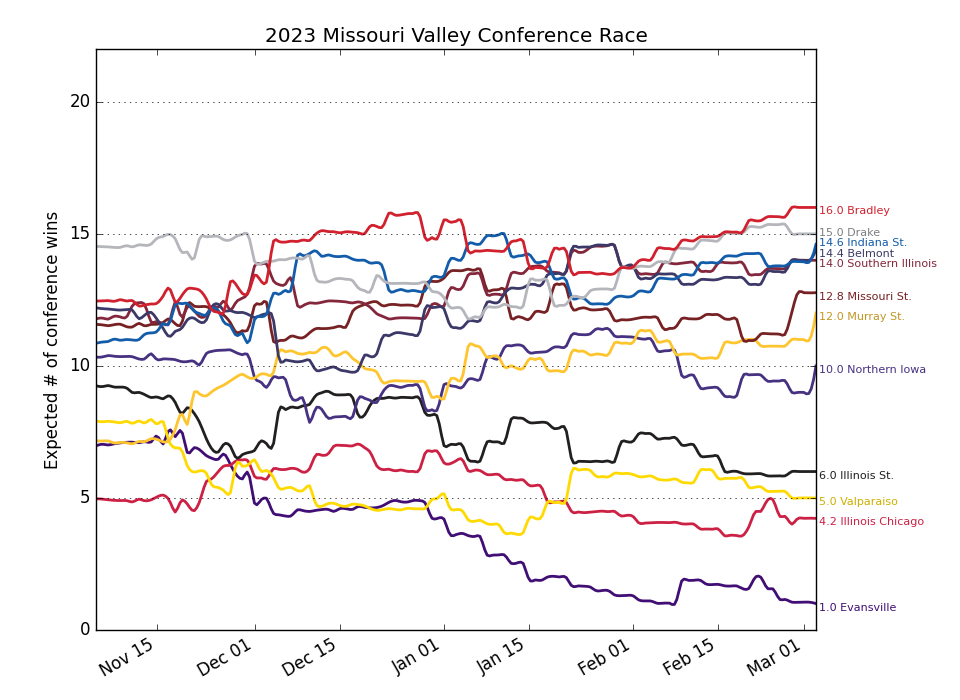 2023 Missouri Valley Conference Race
Expected # of conference wins
20
15
10
5
0
Nov 15
Dec 01
Dec 15
Jan 01
Jan 15
Feb 01
Feb 15
Mar 01
16.0 Bradley
15.0 Drake
14.6 Indiana St.
14.4 Belmont
14.0 Southern Illinois
12.8 Missouri St.
12.0 Murray St.
10.0 Northern Iowa
6.0 Illinois St.
5.0 Valparaiso
4.2 Illinois Chicago
1.0 Evansville